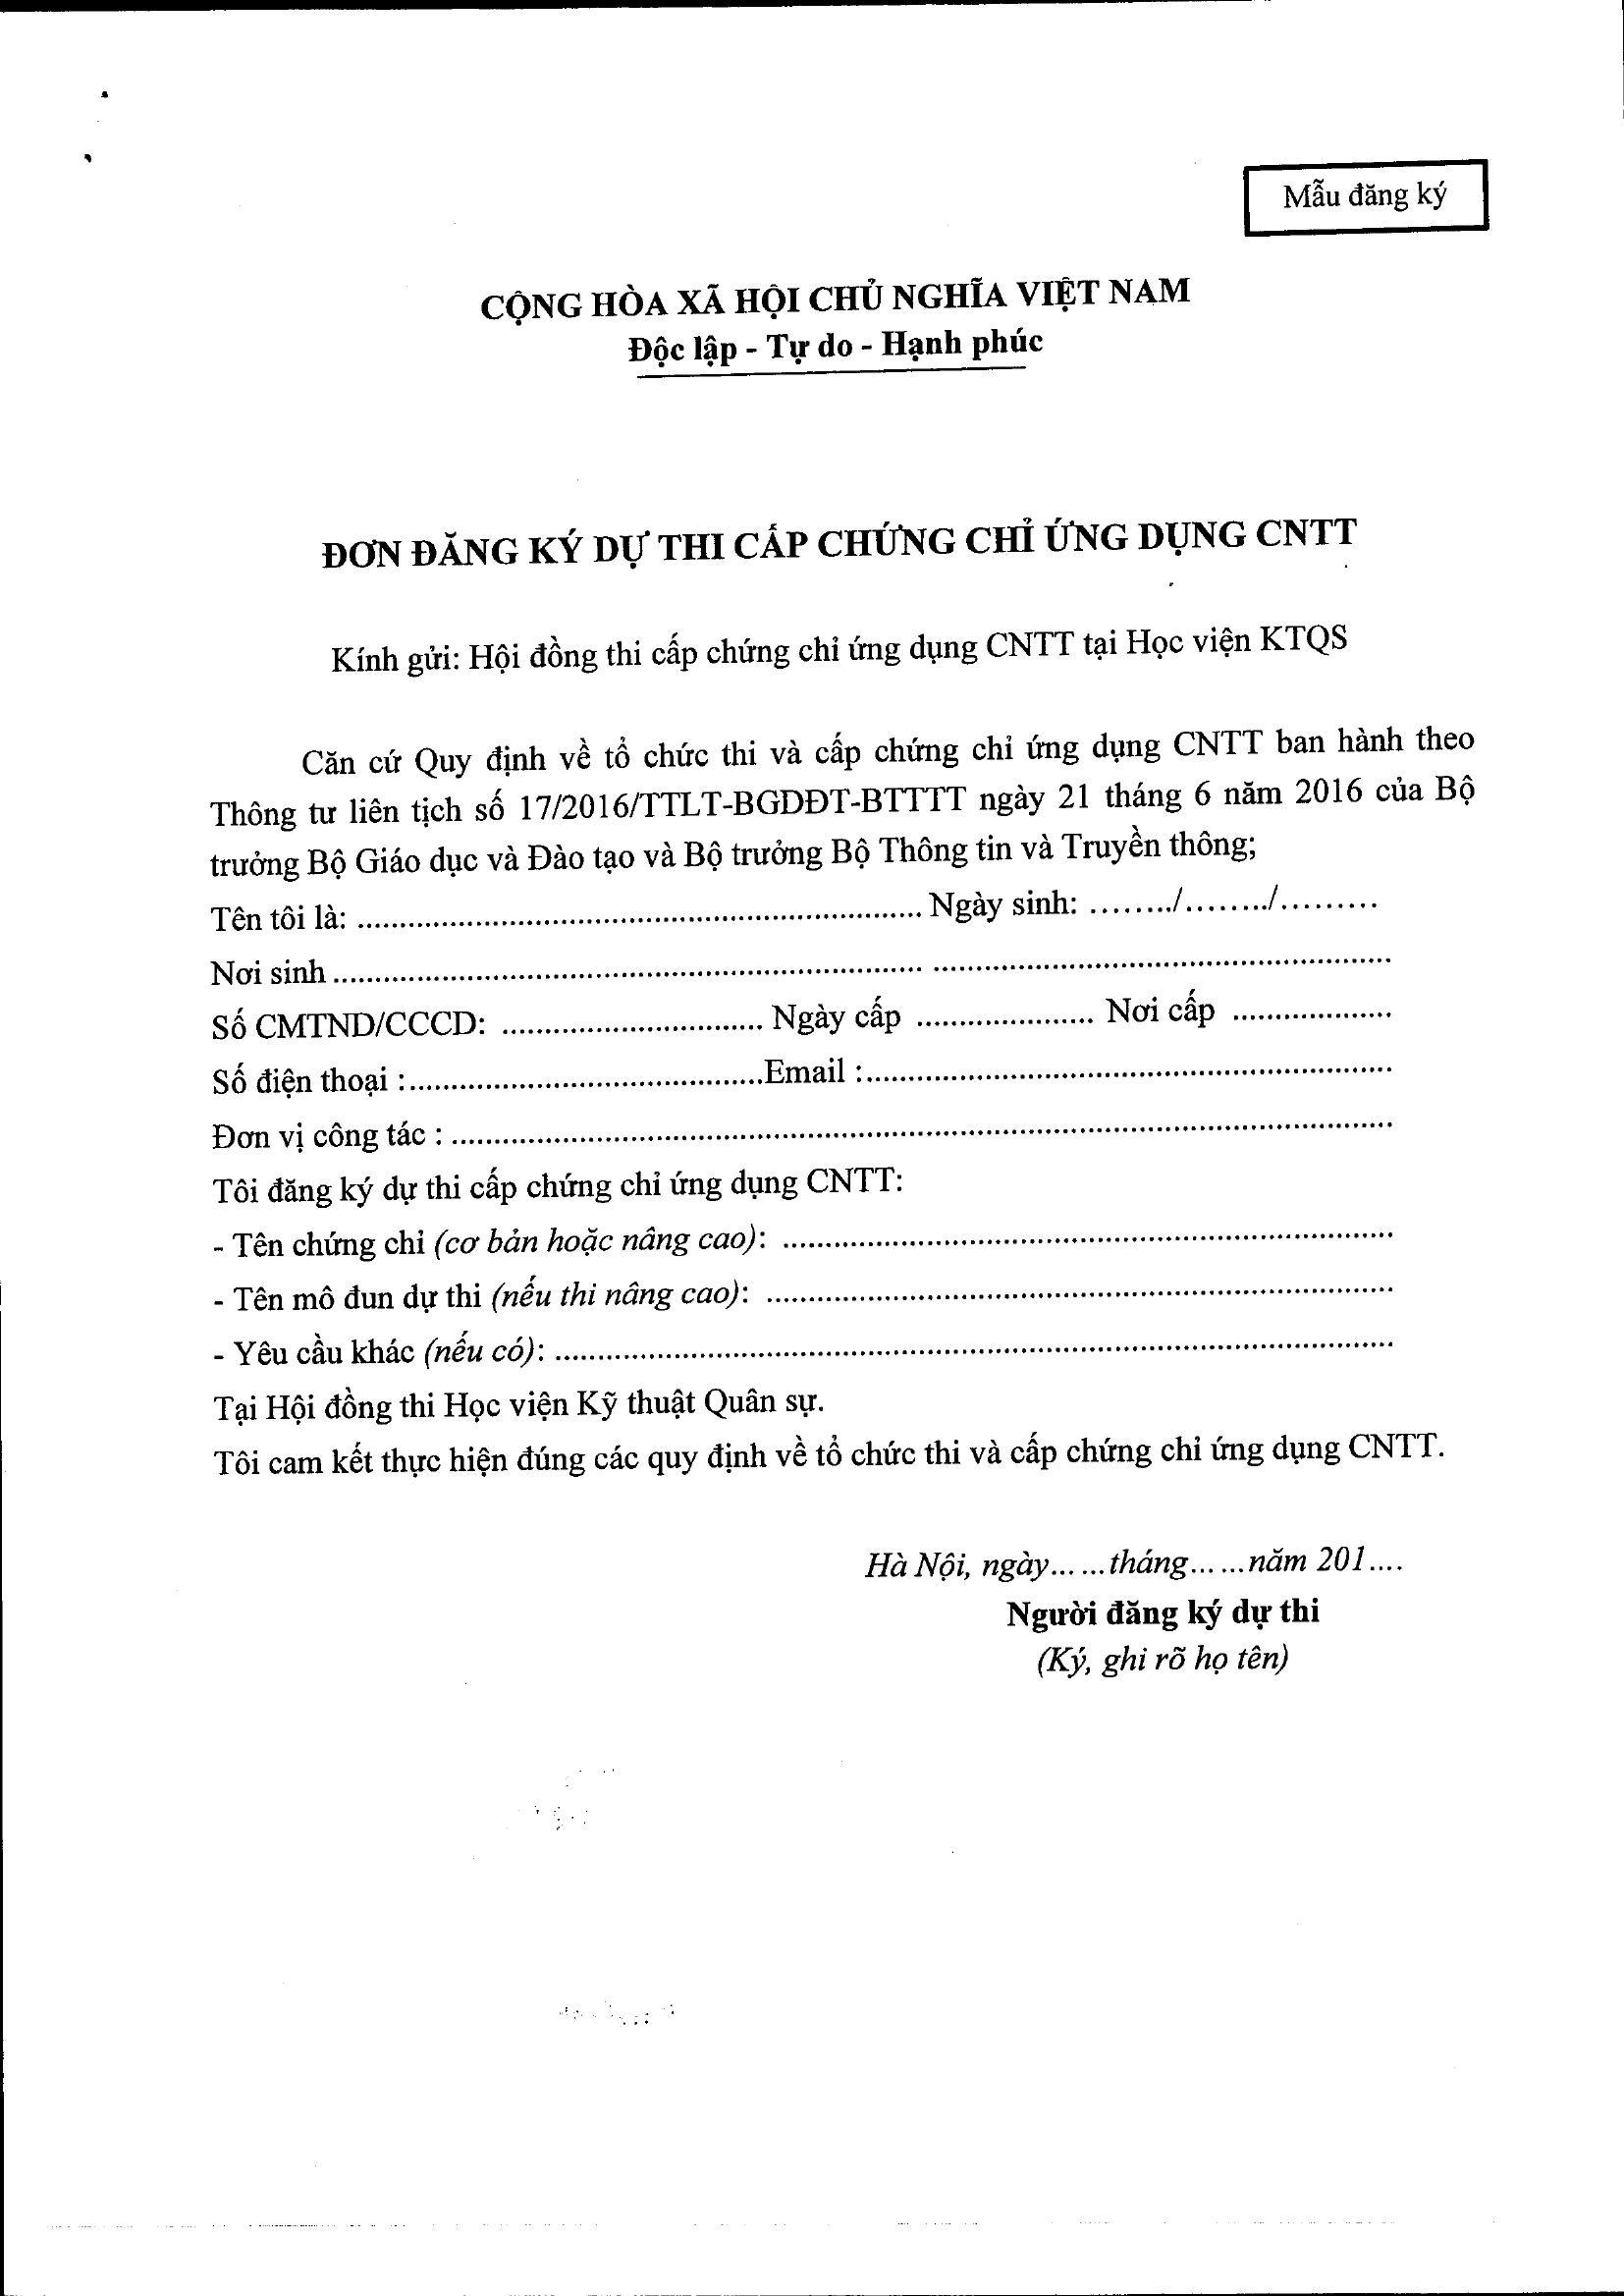 Mẫu đăng ký
CỘNG HÒA XÃ HỘI CHỦ NGHĨA VIỆT NAM
Độc lập - Tự do - Hạnh phúc
ĐƠN ĐĂNG KÝ DỰ THI CẤP CHỨNG CHỈ ỨNG DỤNG CNTT
Kính gửi: Hội đồng thi cấp chứng chỉ ứng dụng CNTT tại Học viện KTQS
Căn cứ Quy định về tổ chức thi và cấp chứng chỉ ứng dụng CNTT ban hành theo
Thông tư liên tịch số 17/2016/TTLT-BGDĐT-BTTTT ngày 21 tháng 6 năm 2016 của Bộ
trưởng Bộ Giáo dục và Đào tạo và Bộ trưởng Bộ Thông tin và Truyền thông;
Tên tôi là: ........................................................................ Ngày sinh: ......../......../.........
Nơi sinh ........................................................................ ........................................................
Số CMTND/CCCD: ................................ Ngày cấp ..................... Nơi cấp ...................
Số điện thoại :...........................................Email :................................................................
Đơn vị công tác : ....................................................................................................................
Tôi đăng ký dự thi cấp chứng chỉ ứng dụng CNTT:
- Tên chứng chỉ (cơ bản hoặc nâng cao): ...........................................................................
- Tên mô đun dự thi (nếu thi nâng cao): .............................................................................
- Yêu cầu khác (nếu có): .......................................................................................................
Tại Hội đồng thi Học viện Kỹ thuật Quân sự.
Tôi cam kết thực hiện đúng các quy định về tổ chức thi và cấp chứng chỉ ứng dụng CNTT.
Hà Nội, ngày... ...tháng... ...năm 201....
Người đăng ký dự thi
(Ký, ghi rõ họ tên)